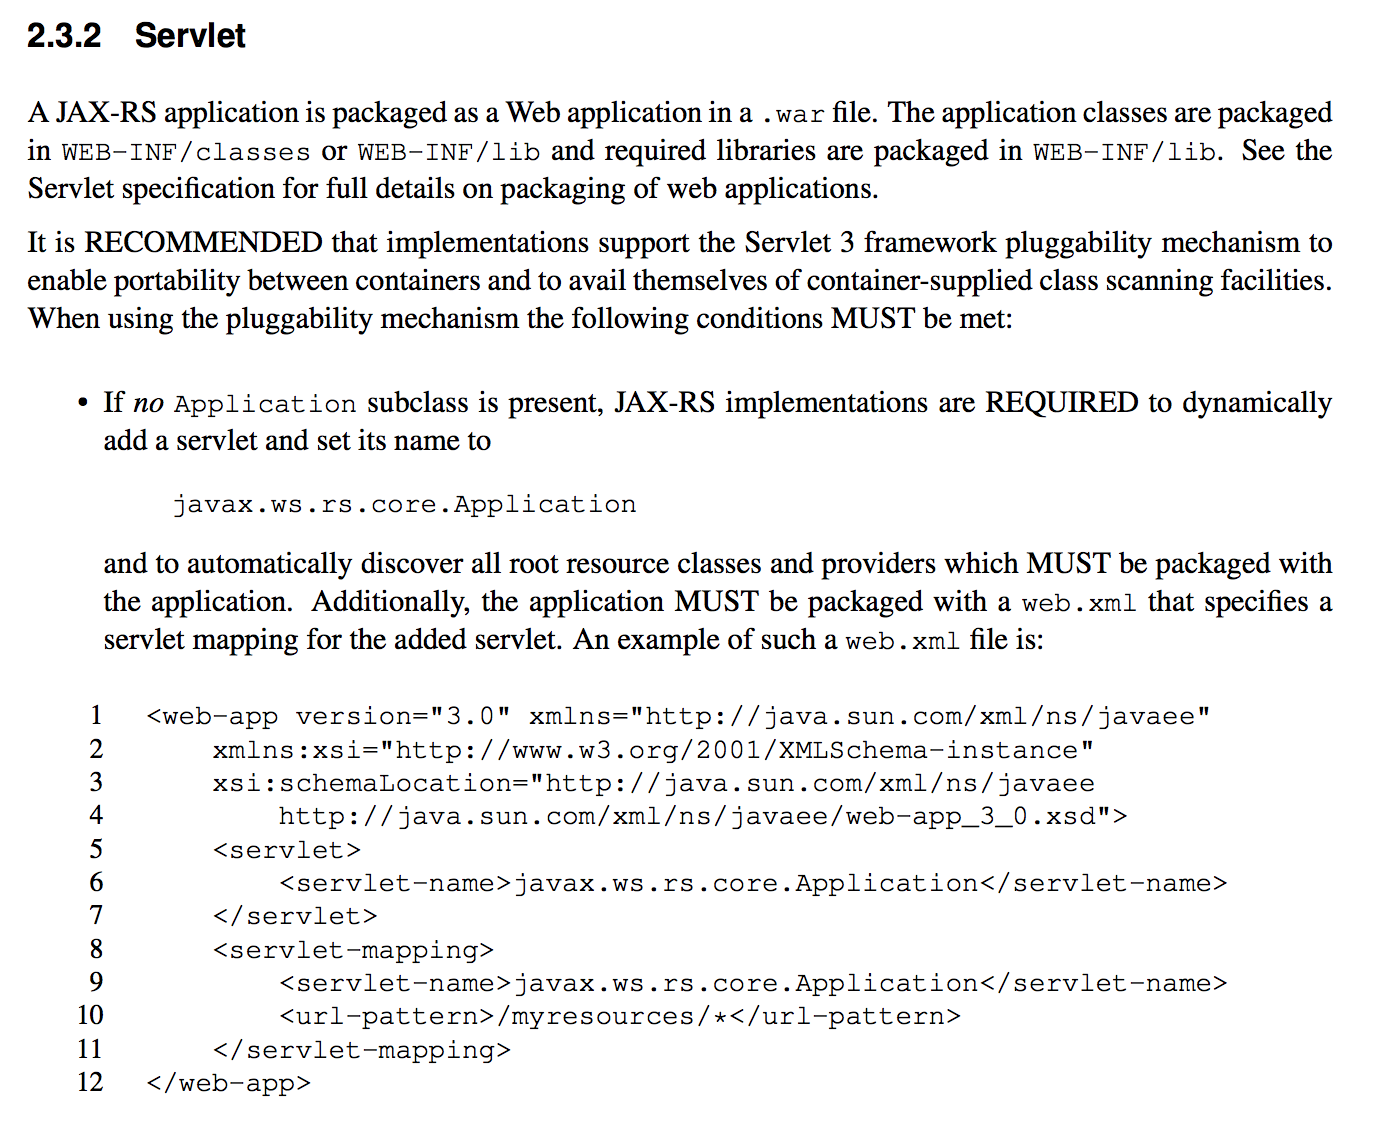 2.3.2 Servlet
A JAX-RS application is packaged as a Web application in a .war file. The application classes are packaged
in WEB-INF/classes or WEB-INF/lib and required libraries are packaged in WEB-INF/lib. See the
Servlet specification for full details on packaging of web applications.
It is RECOMMENDED that implementations support the Servlet 3 framework pluggability mechanism to
enable portability between containers and to avail themselves of container-supplied class scanning facilities.
When using the pluggability mechanism the following conditions MUST be met:
• If no Application subclass is present, JAX-RS implementations are REQUIRED to dynamically
add a servlet and set its name to
javax.ws.rs.core.Application
and to automatically discover all root resource classes and providers which MUST be packaged with
the application. Additionally, the application MUST be packaged with a web.xml that specifies a
servlet mapping for the added servlet. An example of such a web.xml file is:
1 <web-app version="3.0" xmlns="http://java.sun.com/xml/ns/javaee"
2 xmlns:xsi="http://www.w3.org/2001/XMLSchema-instance"
3 xsi:schemaLocation="http://java.sun.com/xml/ns/javaee
4 http://java.sun.com/xml/ns/javaee/web-app_3_0.xsd">
5 <servlet>
6 <servlet-name>javax.ws.rs.core.Application</servlet-name>
7 </servlet>
8 <servlet-mapping>
9 <servlet-name>javax.ws.rs.core.Application</servlet-name>
10 <url-pattern>/myresources/*</url-pattern>
11 </servlet-mapping>
12 </web-app>